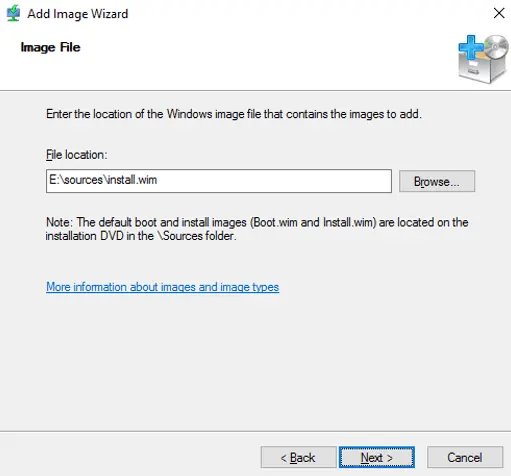 Add Image Wizard
Image File
Enter the location of the Windows image file that contains the images to add.
File location:
E:\sources\install.wim
Browse...
Note: The default boot and install images (Boot.wim and Install.wim) are located on the
installation DVD in the \Sources folder.
More information about images and image types
< Back
Next >
Cancel